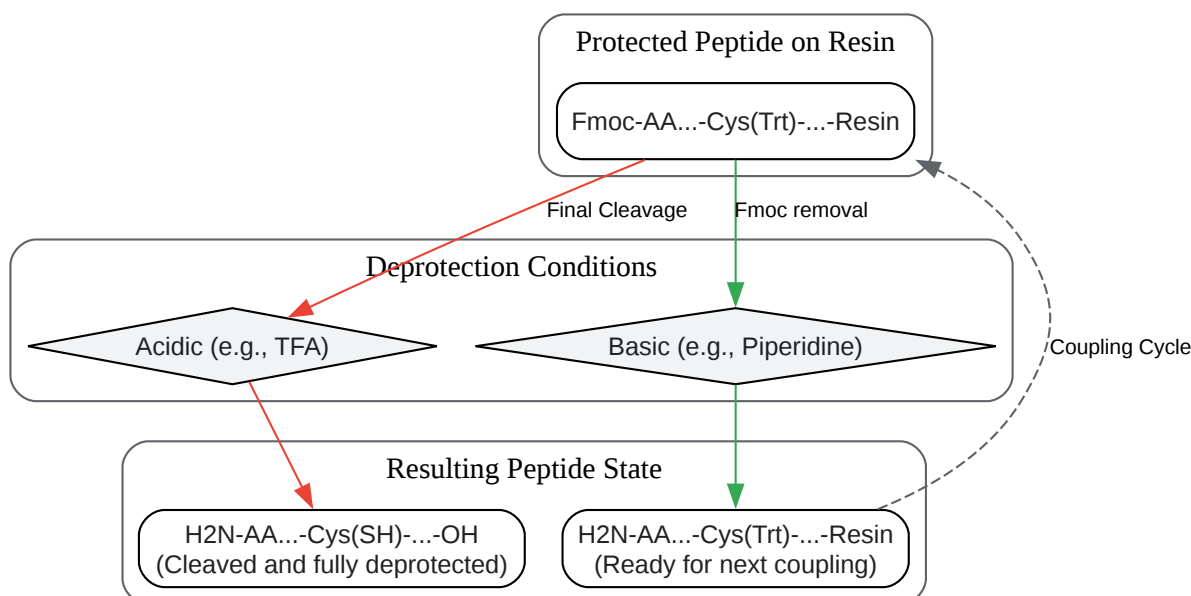 Protected Peptide on Resin
Fmoc-AA...-Cys(Trt)-...-Resin
Final Cleavage
Fmoc removal
Deprotection Conditions
Acidic (e.g., TFA)
Basic (e.g., Piperidine)
Coupling Cycle
Resulting Peptide State
H2N-AA...-Cys(SH)-...-OH
(Cleaved and fully deprotected)
H2N-AA...-Cys(Trt)-...-Resin
(Ready for next coupling)